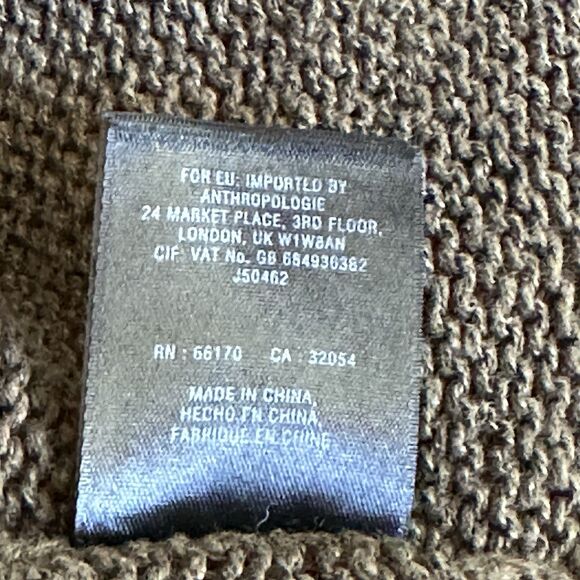 FOR EU: IMPORTED BY
ANTHROPOLOGIE
24 MARKET PLACE, 3RD FLOOR,
LONDON, UK W1W8AN
CIF: VAT No. GB 684936382
J50462
RN : 66170 CA : 32054
MADE IN CHINA,
HECHO EN CHINA,
FABRIQUE EN CHINE